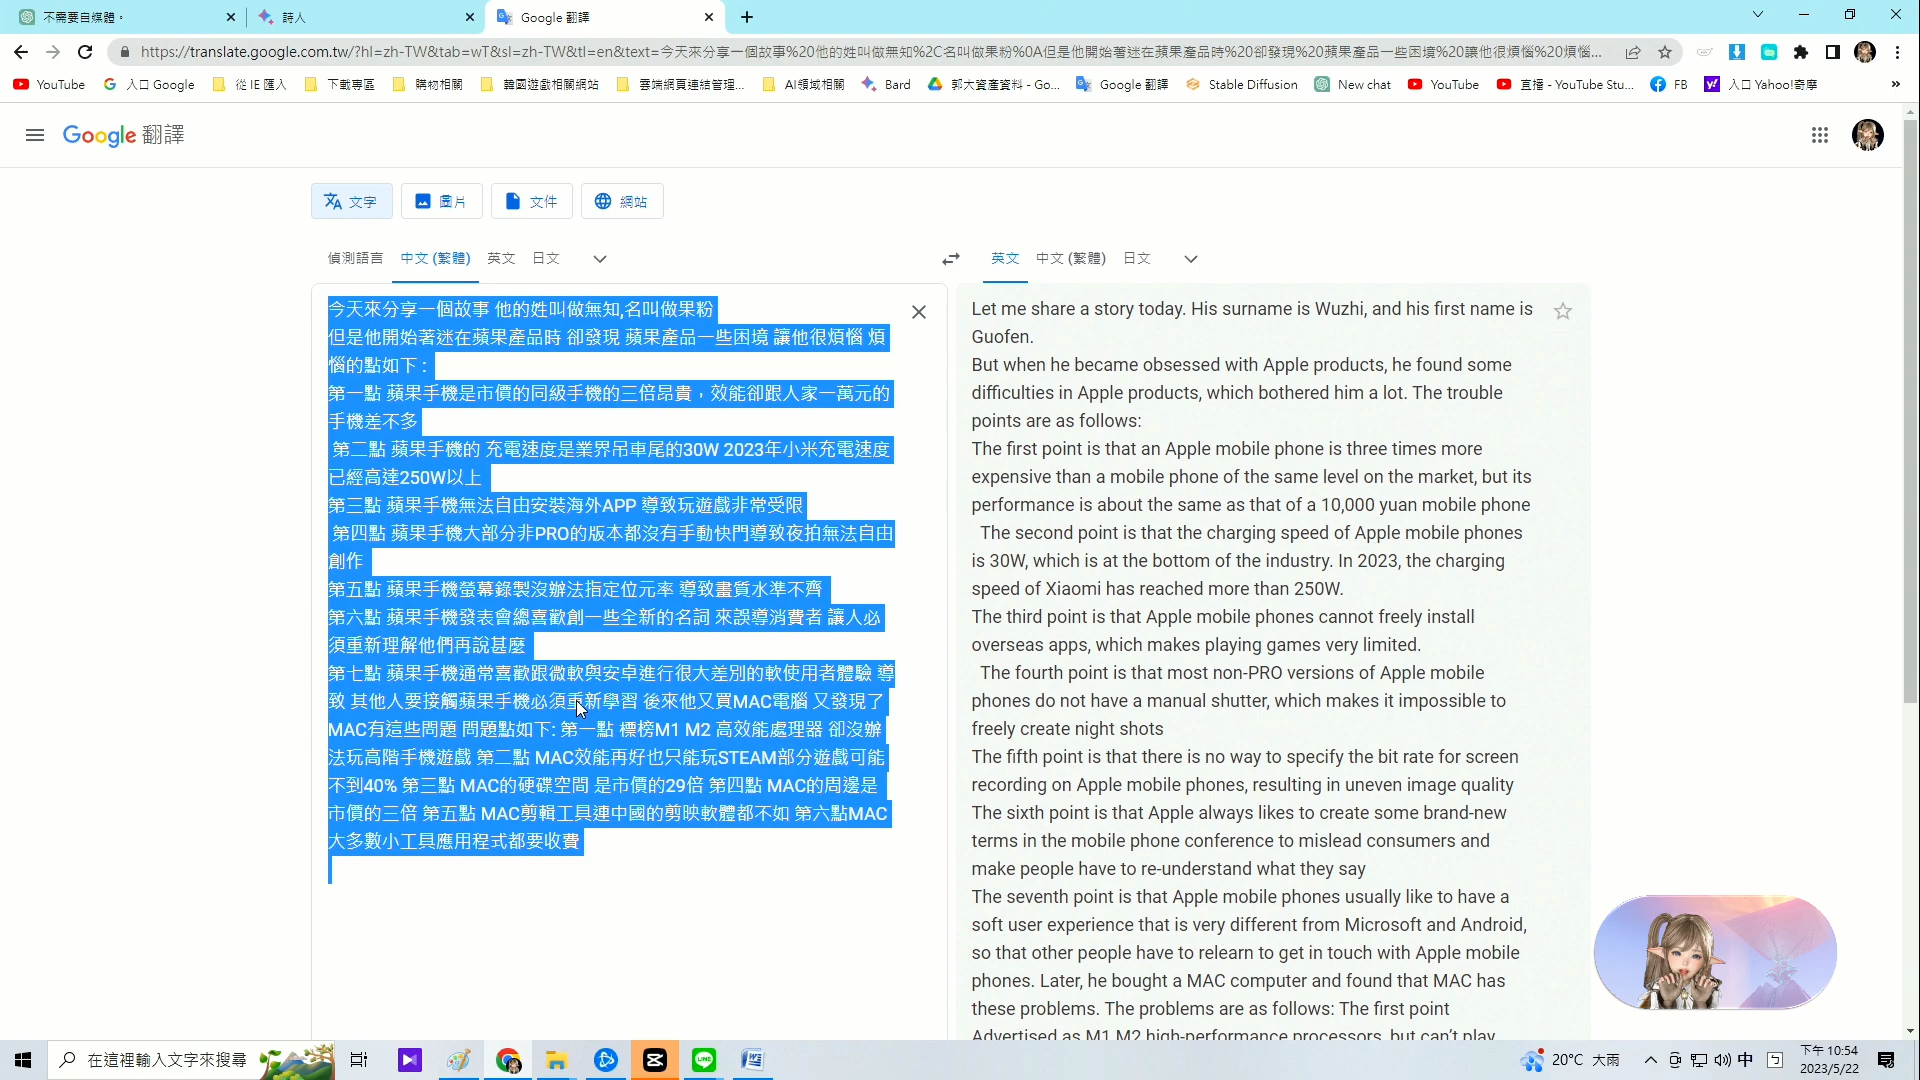 不需要自媒體。
詩人
Google 翻譯
https://translate.google.com.tw/?hl=zh-TW&tab=wT&sl=zh-TW&tl=en&text=今天來分享一個故事%20他的姓叫做無知%2C名叫做果粉%0A但是他開始著迷在蘋果產品時%20卻發現%20蘋果產品一些困境%20讓他很煩惱%20煩惱...
YouTube
入口 Google
從 IE 匯入
下載專區
購物相關
韓國遊戲相關網站
雲端網頁連結管理...
AI領域相關
Bard
郭大資產資料 - Go...
Google 翻譯
Stable Diffusion
New chat
YouTube
直播 - YouTube Stu...
FB
入口 Yahoo!奇摩
Google 翻譯
文字
圖片
文件
網站
偵測語言
中文 (繁體)
英文
日文
英文
中文 (繁體)
日文
今天來分享一個故事 他的姓叫做無知,名叫做果粉
但是他開始著迷在蘋果產品時 卻發現 蘋果產品一些困境 讓他很煩惱 煩
惱的點如下 :
第一點 蘋果手機是市價的同級手機的三倍昂貴，效能卻跟人家一萬元的
手機差不多
第二點 蘋果手機的 充電速度是業界吊車尾的30W 2023年小米充電速度
已經高達250W以上
第三點 蘋果手機無法自由安裝海外APP 導致玩遊戲非常受限
第四點 蘋果手機大部分非PRO的版本都沒有手動快門導致夜拍無法自由
創作
第五點 蘋果手機螢幕錄製沒辦法指定位元率 導致畫質水準不齊
第六點 蘋果手機發表會總喜歡創一些全新的名詞 來誤導消費者 讓人必
須重新理解他們再說甚麼
第七點 蘋果手機通常喜歡跟微軟與安卓進行很大差別的軟使用者體驗 導
致 其他人要接觸蘋果手機必須重新學習 後來他又買MAC電腦 又發現了
MAC有這些問題 問題點如下: 第一點 標榜M1 M2 高效能處理器 卻沒辦
法玩高階手機遊戲 第二點 MAC效能再好也只能玩STEAM部分遊戲可能
不到40% 第三點 MAC的硬碟空間 是市價的29倍 第四點 MAC的周邊是
市價的三倍 第五點 MAC剪輯工具連中國的剪映軟體都不如 第六點MAC
大多數小工具應用程式都要收費
Let me share a story today. His surname is Wuzhi, and his first name is
Guofen.
But when he became obsessed with Apple products, he found some
difficulties in Apple products, which bothered him a lot. The trouble
points are as follows:
The first point is that an Apple mobile phone is three times more
expensive than a mobile phone of the same level on the market, but its
performance is about the same as that of a 10,000 yuan mobile phone
The second point is that the charging speed of Apple mobile phones
is 30W, which is at the bottom of the industry. In 2023, the charging
speed of Xiaomi has reached more than 250W.
The third point is that Apple mobile phones cannot freely install
overseas apps, which makes playing games very limited.
The fourth point is that most non-PRO versions of Apple mobile
phones do not have a manual shutter, which makes it impossible to
freely create night shots
The fifth point is that there is no way to specify the bit rate for screen
recording on Apple mobile phones, resulting in uneven image quality
The sixth point is that Apple always likes to create some brand-new
terms in the mobile phone conference to mislead consumers and
make people have to re-understand what they say
The seventh point is that Apple mobile phones usually like to have a
soft user experience that is very different from Microsoft and Android,
so that other people have to relearn to get in touch with Apple mobile
phones. Later, he bought a MAC computer and found that MAC has
these problems. The problems are as follows: The first point
Advertised as M1 M2 high-performance processors, but can't play
在這裡輸入文字來搜尋
20°C 大雨
中
下午 10:54
2023/5/22